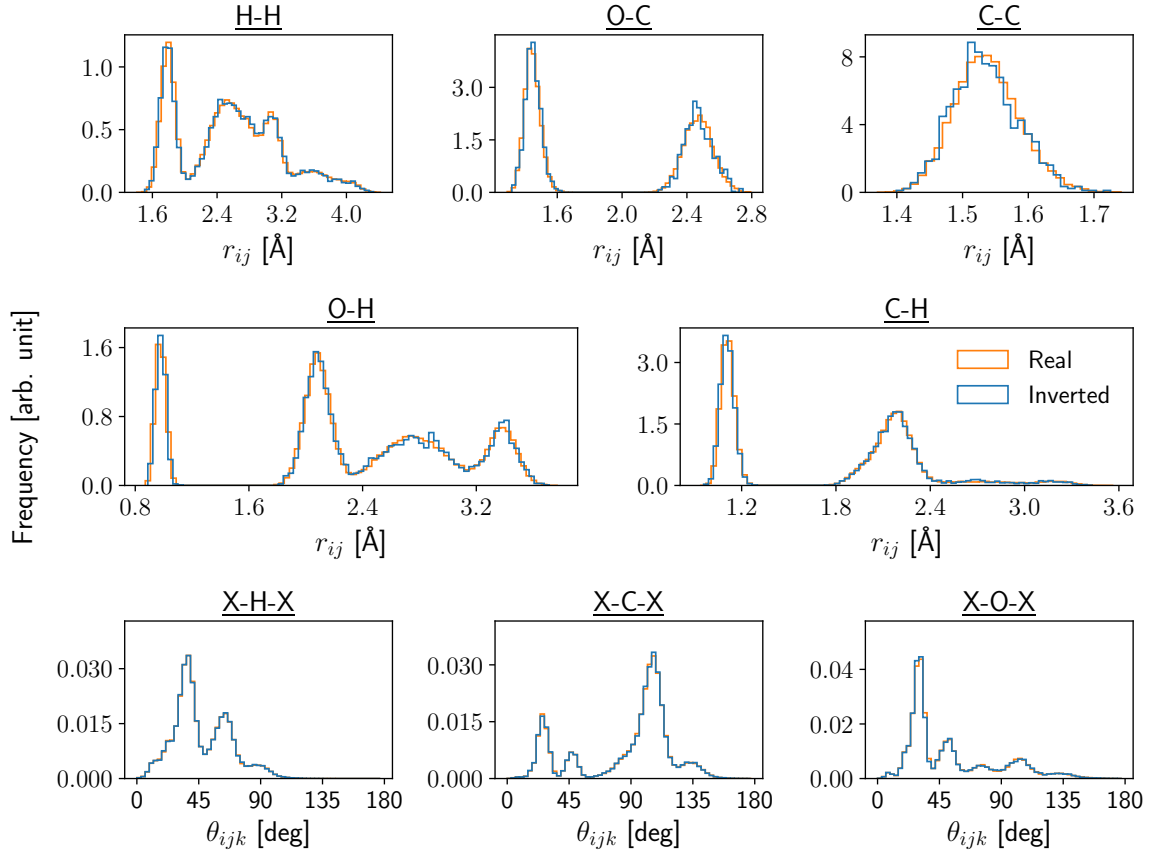 H-H
O-C
C-C
1.0
0.5
0.0
1.6 2.4 3.2 4.0
r_ij [Å]
4.5
3.0
1.5
0.0
1.6 2.0 2.4 2.8
r_ij [Å]
8
4
0
1.4 1.5 1.6 1.7
r_ij [Å]
Frequency [arb. unit]
O-H
C-H
1.6
0.8
0.0
0.8 1.6 2.4 3.2
r_ij [Å]
3.0
1.5
0.0
1.2 1.8 2.4 3.0 3.6
r_ij [Å]
Real
Inverted
X-H-X
X-C-X
X-O-X
0.030
0.015
0.000
0 45 90 135 180
θ_ijk [deg]
0.030
0.015
0.000
0 45 90 135 180
θ_ijk [deg]
0.04
0.02
0.00
0 45 90 135 180
θ_ijk [deg]